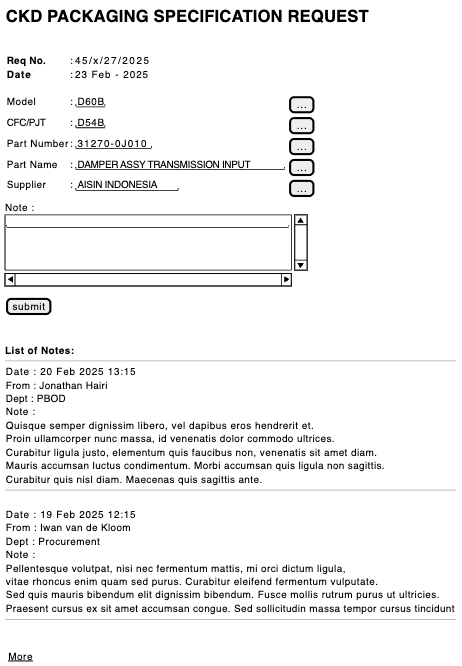 CKD PACKAGING SPECIFICATION REQUEST
Req No. :45/x/27/2025
Date :23 Feb - 2025
Model : D60B
...
CFC/PJT : D54B
...
Part Number : 31270-0J010
...
Part Name : DAMPER ASSY TRANSMISSION INPUT
...
Supplier : AISIN INDONESIA
...
Note :
submit
List of Notes:
Date : 20 Feb 2025 13:15
From : Jonathan Hairi
Dept : PBOD
Note :
Quisque semper dignissim libero, vel dapibus eros hendrerit et.
Proin ullamcorper nunc massa, id venenatis dolor commodo ultrices.
Curabitur ligula justo, elementum quis faucibus non, venenatis sit amet diam.
Mauris accumsan luctus condimentum. Morbi accumsan quis ligula non sagittis.
Curabitur quis nisl diam. Maecenas quis sagittis ante.
Date : 19 Feb 2025 12:15
From : Iwan van de Kloom
Dept : Procurement
Note :
Pellentesque volutpat, nisi nec fermentum mattis, mi orci dictum ligula,
vitae rhoncus enim quam sed purus. Curabitur eleifend fermentum vulputate.
Sed quis mauris bibendum elit dignissim bibendum. Fusce mollis rutrum purus ut ultricies.
Praesent cursus ex sit amet accumsan congue. Sed sollicitudin massa tempor cursus tincidunt
More